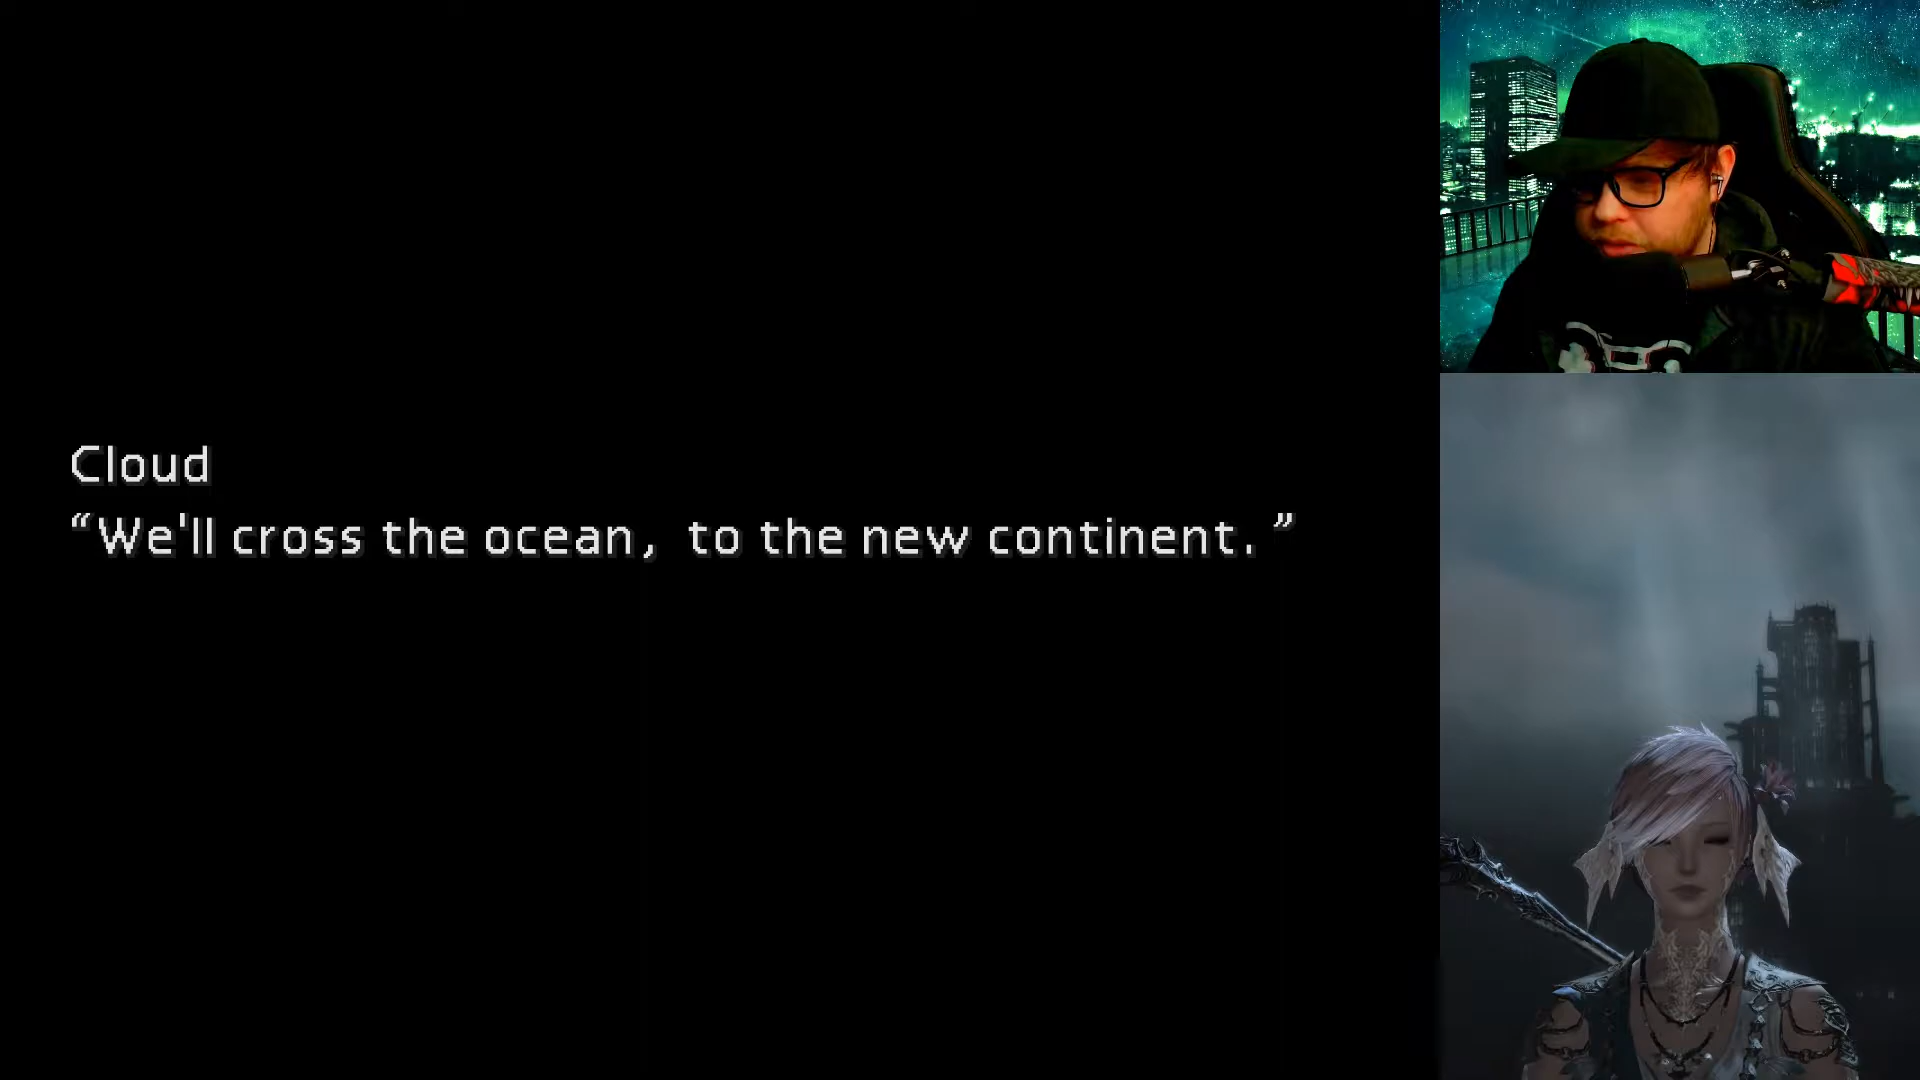 Cloud
“We'll cross the ocean, to the new continent.”